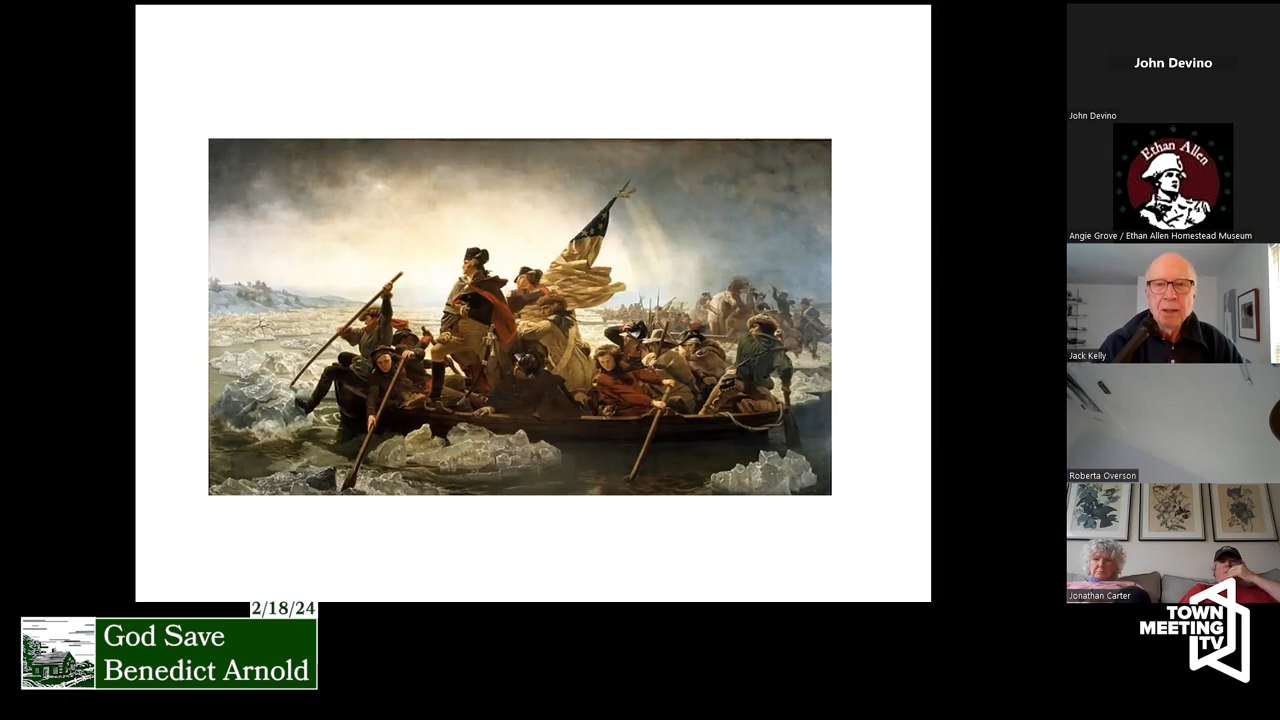 John Devino
John Devino
Ethan Allen
Angie Grove / Ethan Allen Homestead Museum
Jack Kelly
Roberta Overson
Jonathan Carter
2/18/24
God Save
Benedict Arnold
TOWN
MEETING
TV